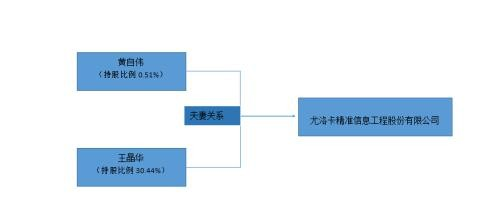 黄自伟
（持股比例 0.51%）
夫妻关系
尤洛卡精准信息工程股份有限公司
王晶华
（持股比例 30.44%）